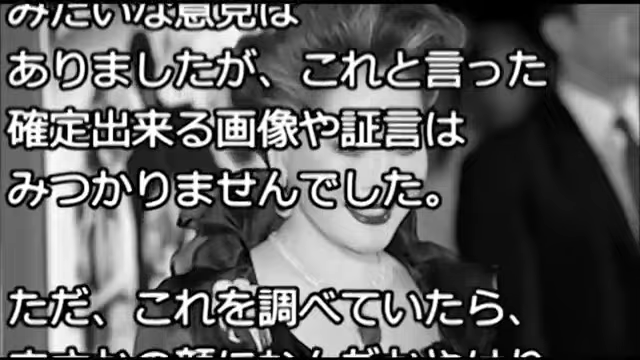 みたいな意見は
ありましたが、これと言った
確定出来る画像や証言は
みつかりませんでした。
ただ、これを調べていたら、